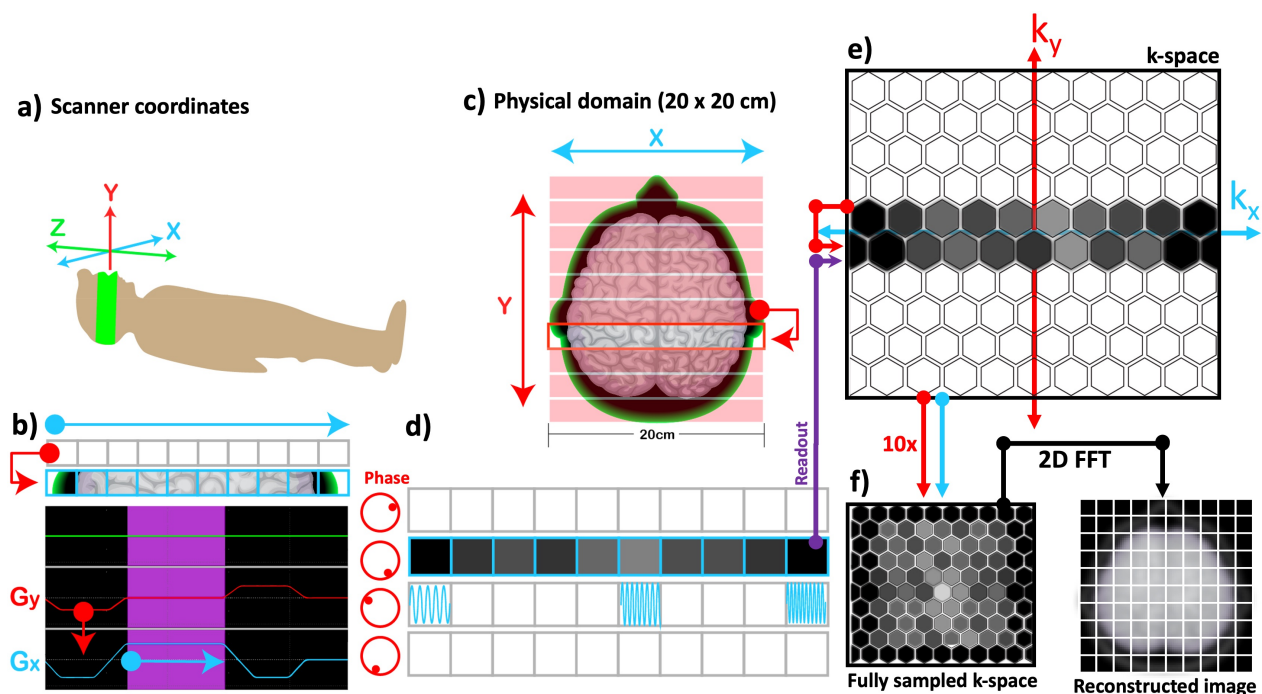 a) Scanner coordinates
Y
Z
X
b)
Gy
Gx
c) Physical domain (20 x 20 cm)
X
Y
20cm
d)
Phase
Readout
e)
ky
k-space
kx
10x
2D FFT
f)
Fully sampled k-space
Reconstructed image